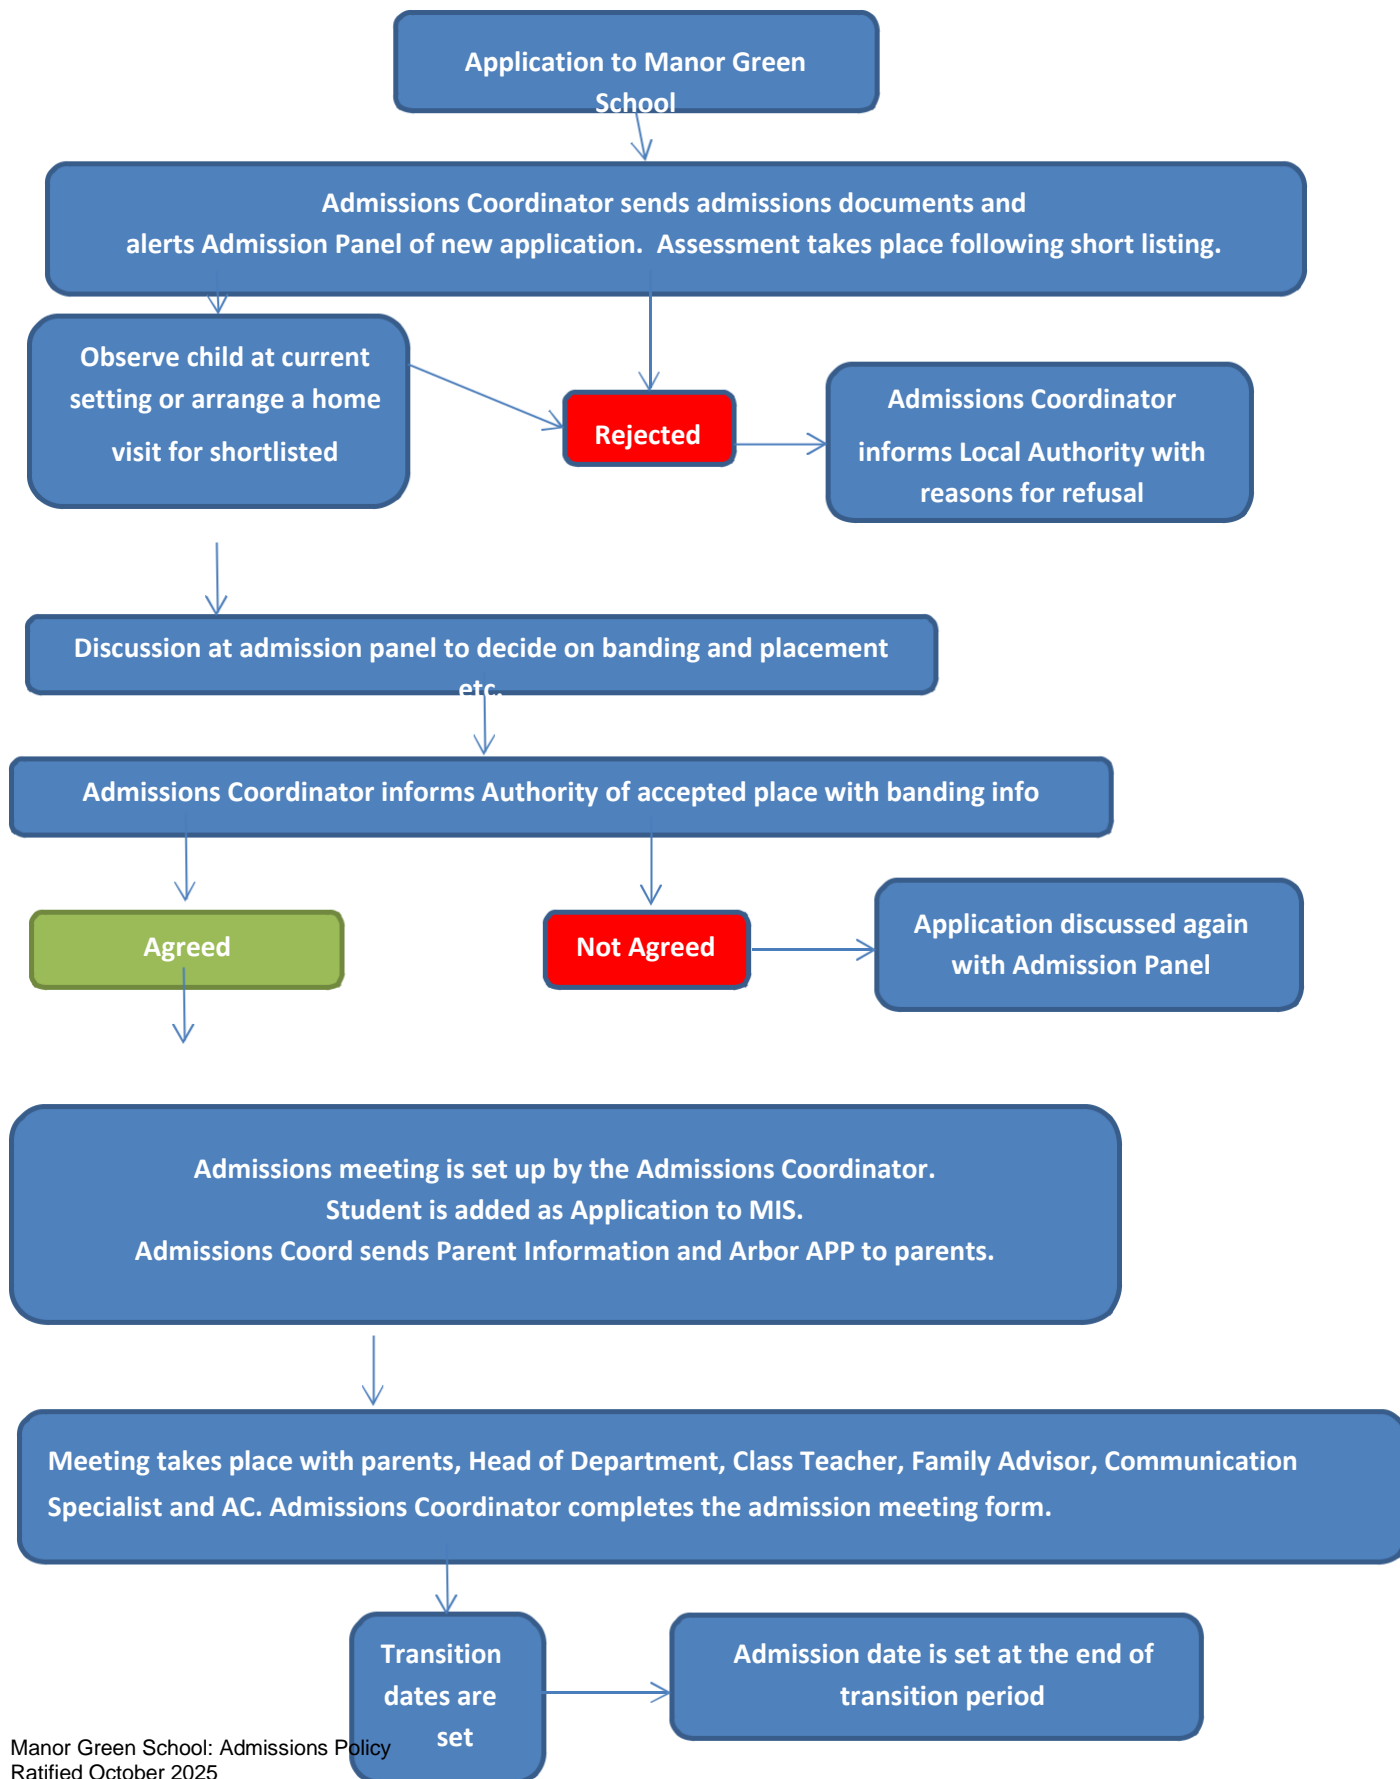 Application to Manor Green
School
Admissions Coordinator sends admissions documents and
alerts Admission Panel of new application.  Assessment takes place following short listing.
Observe child at current
setting or arrange a home
visit for shortlisted
Rejected
Admissions Coordinator
informs Local Authority with
reasons for refusal
Discussion at admission panel to decide on banding and placement
etc.
Admissions Coordinator informs Authority of accepted place with banding info
Agreed
Not Agreed
Application discussed again
with Admission Panel
Admissions meeting is set up by the Admissions Coordinator.
Student is added as Application to MIS.
Admissions Coord sends Parent Information and Arbor APP to parents.
Meeting takes place with parents, Head of Department, Class Teacher, Family Advisor, Communication
Specialist and AC. Admissions Coordinator completes the admission meeting form.
Transition
dates are
set
Admission date is set at the end of
transition period
Manor Green School: Admissions Policy
Ratified October 2025